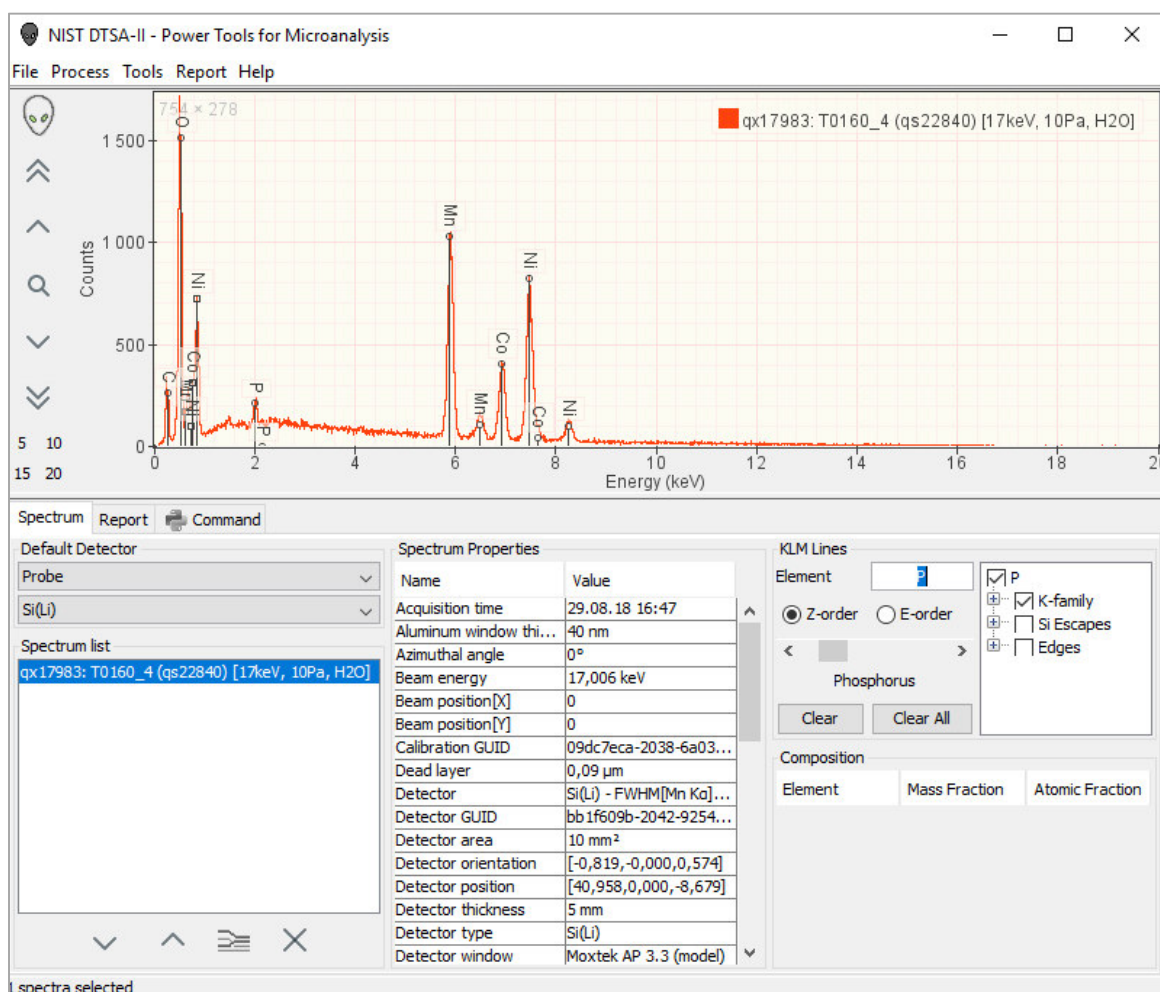 NIST DTSA-II - Power Tools for Microanalysis
File Process Tools Report Help
754 × 278
qx17983: T0160_4 (qs22840) [17keV, 10Pa, H2O]
1 500
1 000
500
0
Counts
O
C
Co
Ni
P
P
Mn
Mn
Co
Ni
Co
Ni
5 10
15 20
0 2 4 6 8 10 12 14 16 18 20
Energy (keV)
Spectrum Report Command
Default Detector
Probe
Si(Li)
Spectrum list
qx17983: T0160_4 (qs22840) [17keV, 10Pa, H2O]
Spectrum Properties
Name Value
Acquisition time 29.08.18 16:47
Aluminum window thi... 40 nm
Azimuthal angle 0°
Beam energy 17,006 keV
Beam position[X] 0
Beam position[Y] 0
Calibration GUID 09dc7eca-2038-6a03...
Dead layer 0,09 µm
Detector Si(Li) - FWHM[Mn Kα]...
Detector GUID bb1f609b-2042-9254...
Detector area 10 mm²
Detector orientation [-0,819,-0,000,0,574]
Detector position [40,958,0,000,-8,679]
Detector thickness 5 mm
Detector type Si(Li)
Detector window Moxtek AP 3.3 (model)
KLM Lines
Element P
Z-order E-order
Phosphorus
Clear Clear All
P
K-family
Si Escapes
Edges
Composition
Element Mass Fraction Atomic Fraction
1 spectra selected